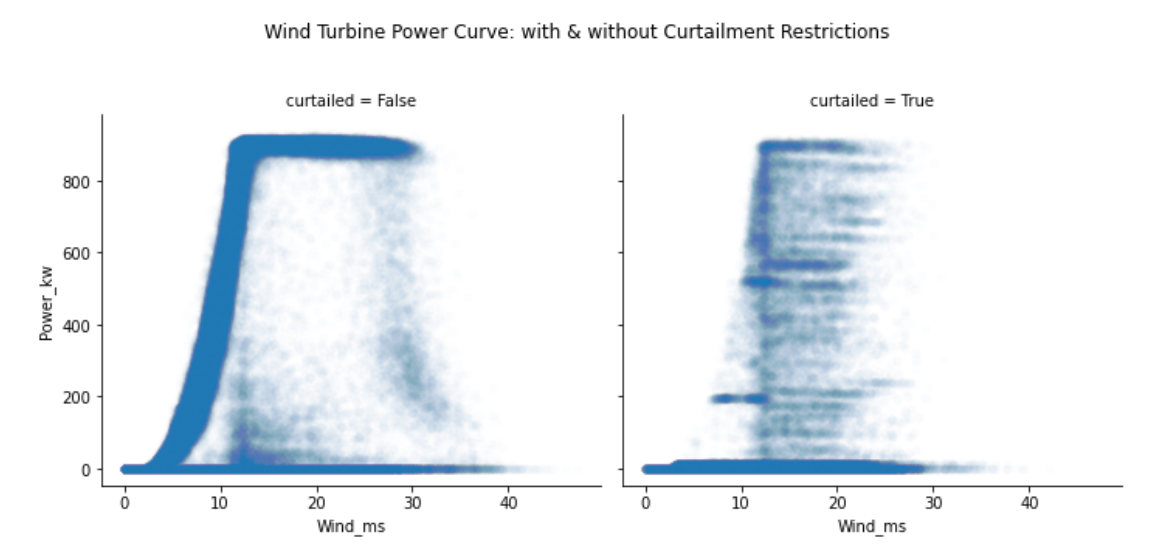 Wind Turbine Power Curve: with & without Curtailment Restrictions
curtailed = False
curtailed = True
Power_kw
800
600
400
200
0
0 10 20 30 40
0 10 20 30 40
Wind_ms
Wind_ms